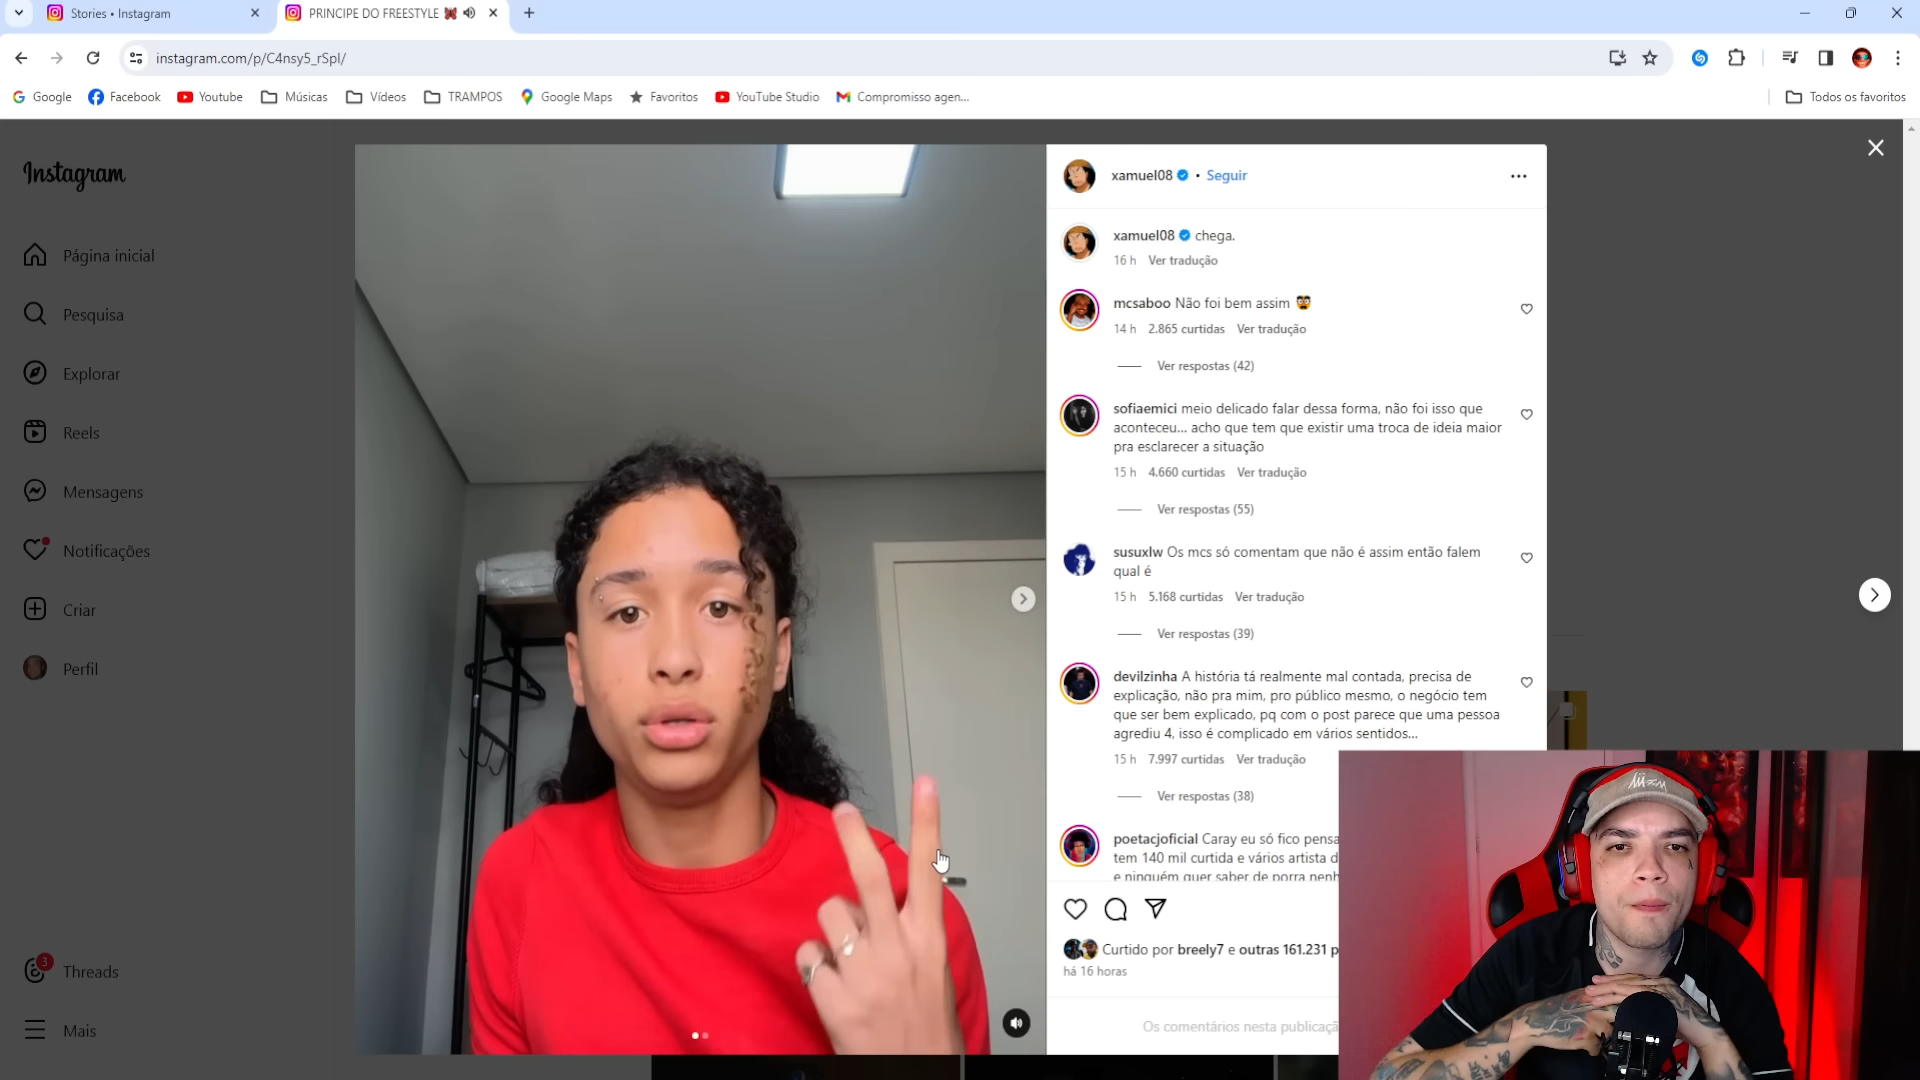 Stories • Instagram
PRINCIPE DO FREESTYLE
instagram.com/p/C4nsy5_rSpI/
Google
Facebook
Youtube
Músicas
Vídeos
TRAMPOS
Google Maps
Favoritos
YouTube Studio
Compromisso agen...
Todos os favoritos
Instagram
Página inicial
Pesquisa
Explorar
Reels
Mensagens
Notificações
Criar
Perfil
3
Threads
Mais
xamuel08 • Seguir
xamuel08 chega.
16 h Ver tradução
mcsaboo Não foi bem assim 🥸
14 h 2.865 curtidas Ver tradução
Ver respostas (42)
sofiaemici meio delicado falar dessa forma, não foi isso que
aconteceu... acho que tem que existir uma troca de ideia maior
pra esclarecer a situação
15 h 4.660 curtidas Ver tradução
Ver respostas (55)
susuxlw Os mcs só comentam que não é assim então falem
qual é
15 h 5.168 curtidas Ver tradução
Ver respostas (39)
devilzinha A história tá realmente mal contada, precisa de
explicação, não pra mim, pro público mesmo, o negócio tem
que ser bem explicado, pq com o post parece que uma pessoa
agrediu 4, isso é complicado em vários sentidos...
15 h 7.997 curtidas Ver tradução
Ver respostas (38)
poetacjoficial Caray eu só fico pensa
tem 140 mil curtida e vários artista d
e ninguém quer saber de porra nenh
Curtido por breely7 e outras 161.231 p
há 16 horas
Os comentários nesta publicaçã